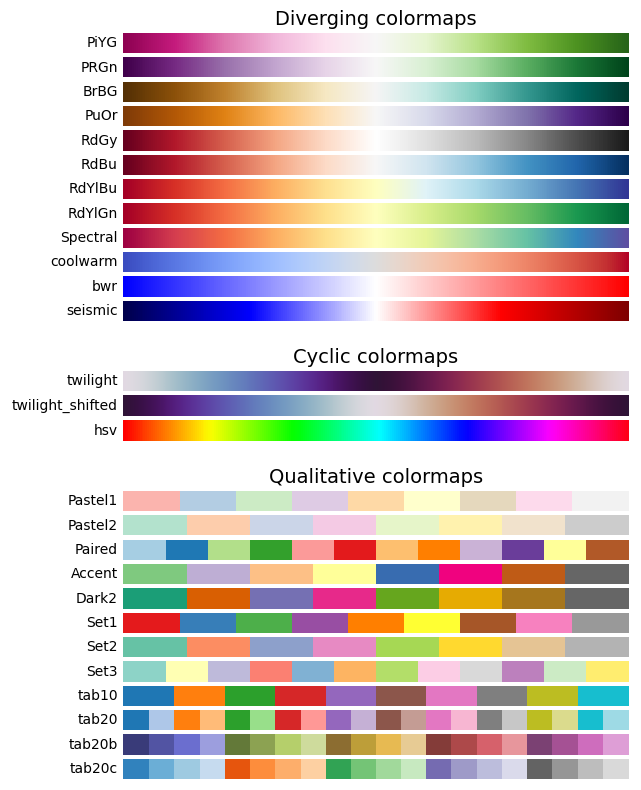 Diverging colormaps
PiYG
PRGn
BrBG
PuOr
RdGy
RdBu
RdYlBu
RdYlGn
Spectral
coolwarm
bwr
seismic
Cyclic colormaps
twilight
twilight_shifted
hsv
Qualitative colormaps
Pastel1
Pastel2
Paired
Accent
Dark2
Set1
Set2
Set3
tab10
tab20
tab20b
tab20c